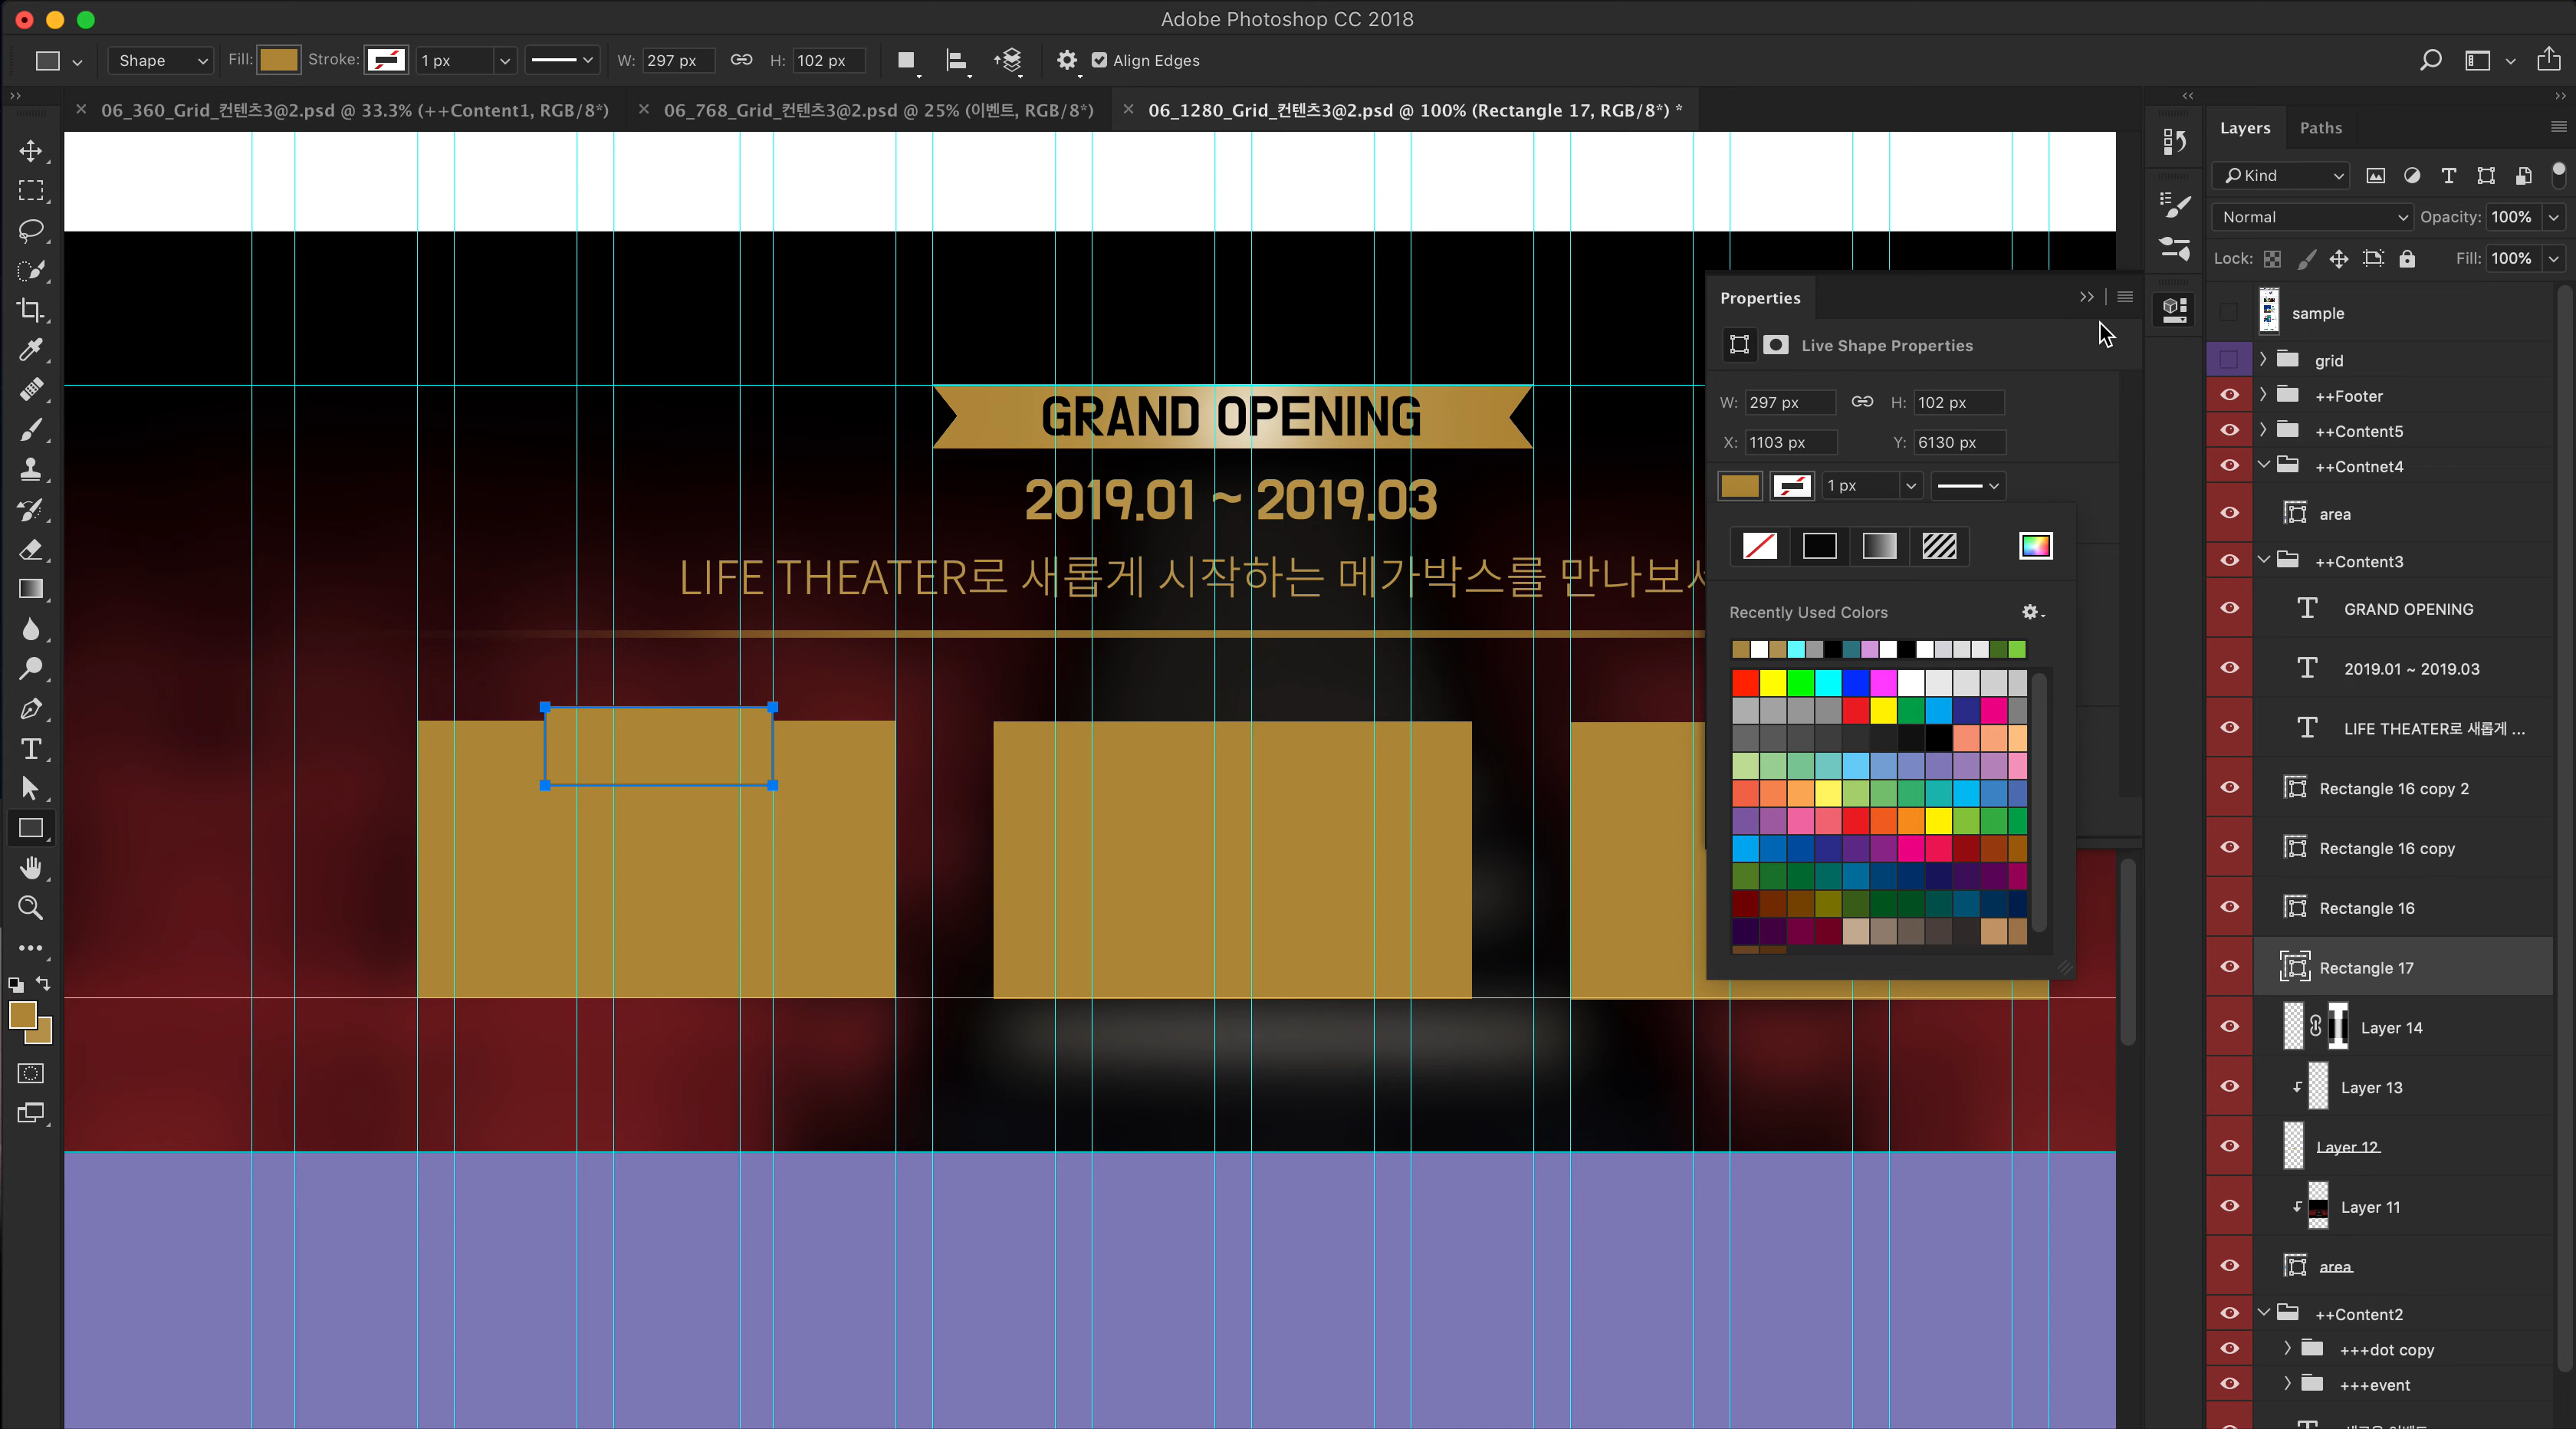 Adobe Photoshop CC 2018
Shape Fill: Stroke: 1 px W: 297 px H: 102 px Align Edges
06_360_Grid_컨텐츠3@2.psd @ 33.3% (++Content1, RGB/8*) 06_768_Grid_컨텐츠3@2.psd @ 25% (이벤트, RGB/8*) 06_1280_Grid_컨텐츠3@2.psd @ 100% (Rectangle 17, RGB/8*) *
GRAND OPENING
2019.01 ~ 2019.03
LIFE THEATER로 새롭게 시작하는 메가박스를 만나보세
Properties
Live Shape Properties
W: 297 px H: 102 px
X: 1103 px Y: 6130 px
1 px
Recently Used Colors
Layers Paths
Kind
Normal Opacity: 100%
Lock: Fill: 100%
sample
grid
++Footer
++Content5
++Contnet4
area
++Content3
GRAND OPENING
2019.01 ~ 2019.03
LIFE THEATER로 새롭게 ...
Rectangle 16 copy 2
Rectangle 16 copy
Rectangle 16
Rectangle 17
Layer 14
Layer 13
Layer 12
Layer 11
area
++Content2
+++dot copy
+++event